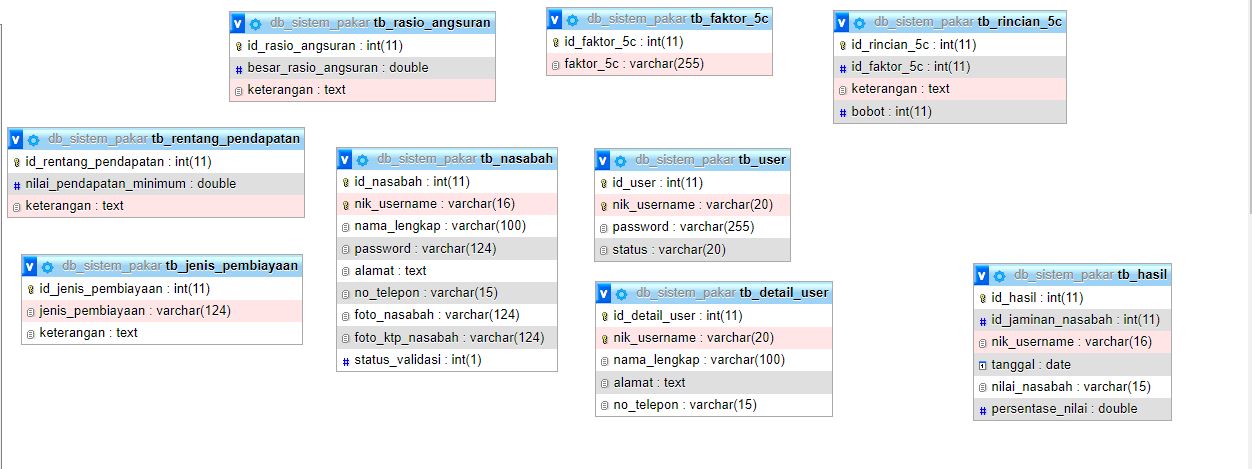 db_sistem_pakar tb_rasio_angsuran
id_rasio_angsuran : int(11)
besar_rasio_angsuran : double
keterangan : text
db_sistem_pakar tb_faktor_5c
id_faktor_5c : int(11)
faktor_5c : varchar(255)
db_sistem_pakar tb_rincian_5c
id_rincian_5c : int(11)
id_faktor_5c : int(11)
keterangan : text
bobot : int(11)
db_sistem_pakar tb_rentang_pendapatan
id_rentang_pendapatan : int(11)
nilai_pendapatan_minimum : double
keterangan : text
db_sistem_pakar tb_nasabah
id_nasabah : int(11)
nik_username : varchar(16)
nama_lengkap : varchar(100)
password : varchar(124)
alamat : text
no_telepon : varchar(15)
foto_nasabah : varchar(124)
foto_ktp_nasabah : varchar(124)
status_validasi : int(1)
db_sistem_pakar tb_user
id_user : int(11)
nik_username : varchar(20)
password : varchar(255)
status : varchar(20)
db_sistem_pakar tb_jenis_pembiayaan
id_jenis_pembiayaan : int(11)
jenis_pembiayaan : varchar(124)
keterangan : text
db_sistem_pakar tb_detail_user
id_detail_user : int(11)
nik_username : varchar(20)
nama_lengkap : varchar(100)
alamat : text
no_telepon : varchar(15)
db_sistem_pakar tb_hasil
id_hasil : int(11)
id_jaminan_nasabah : int(11)
nik_username : varchar(16)
tanggal : date
nilai_nasabah : varchar(15)
persentase_nilai : double